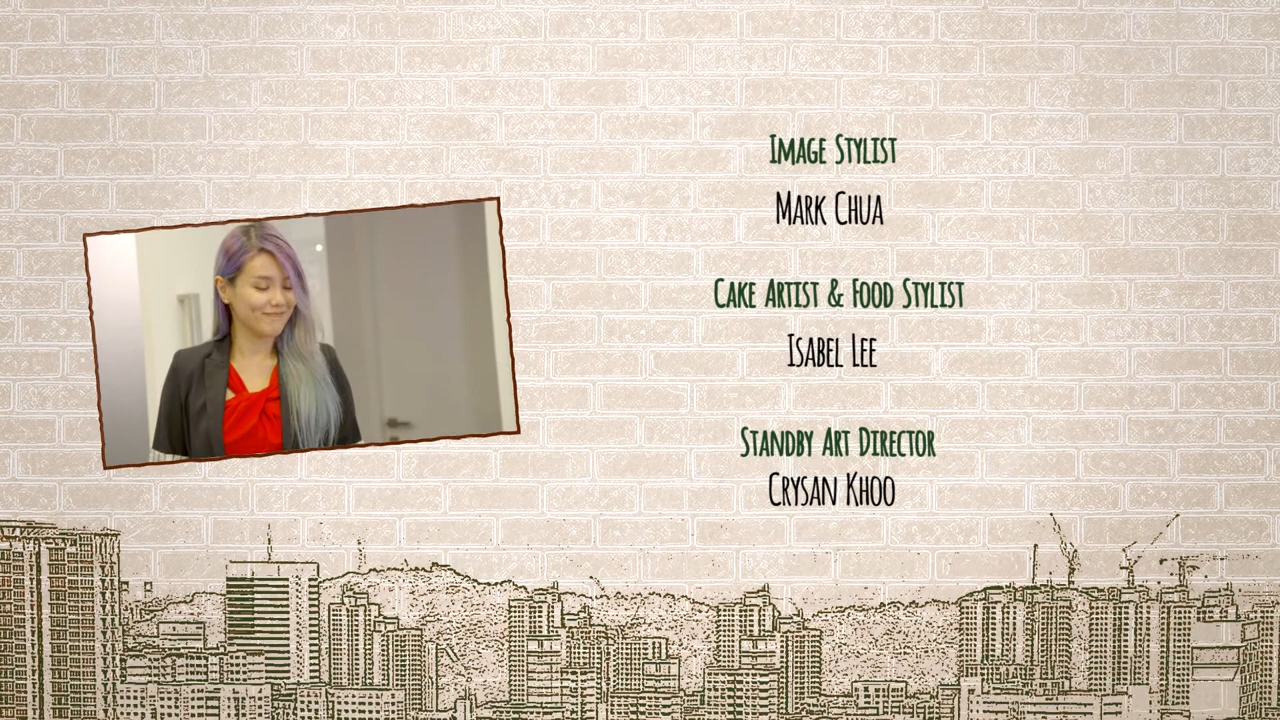 Image Stylist
Mark Chua
Cake Artist & Food Stylist
Isabel Lee
Standby Art Director
Crysan Khoo